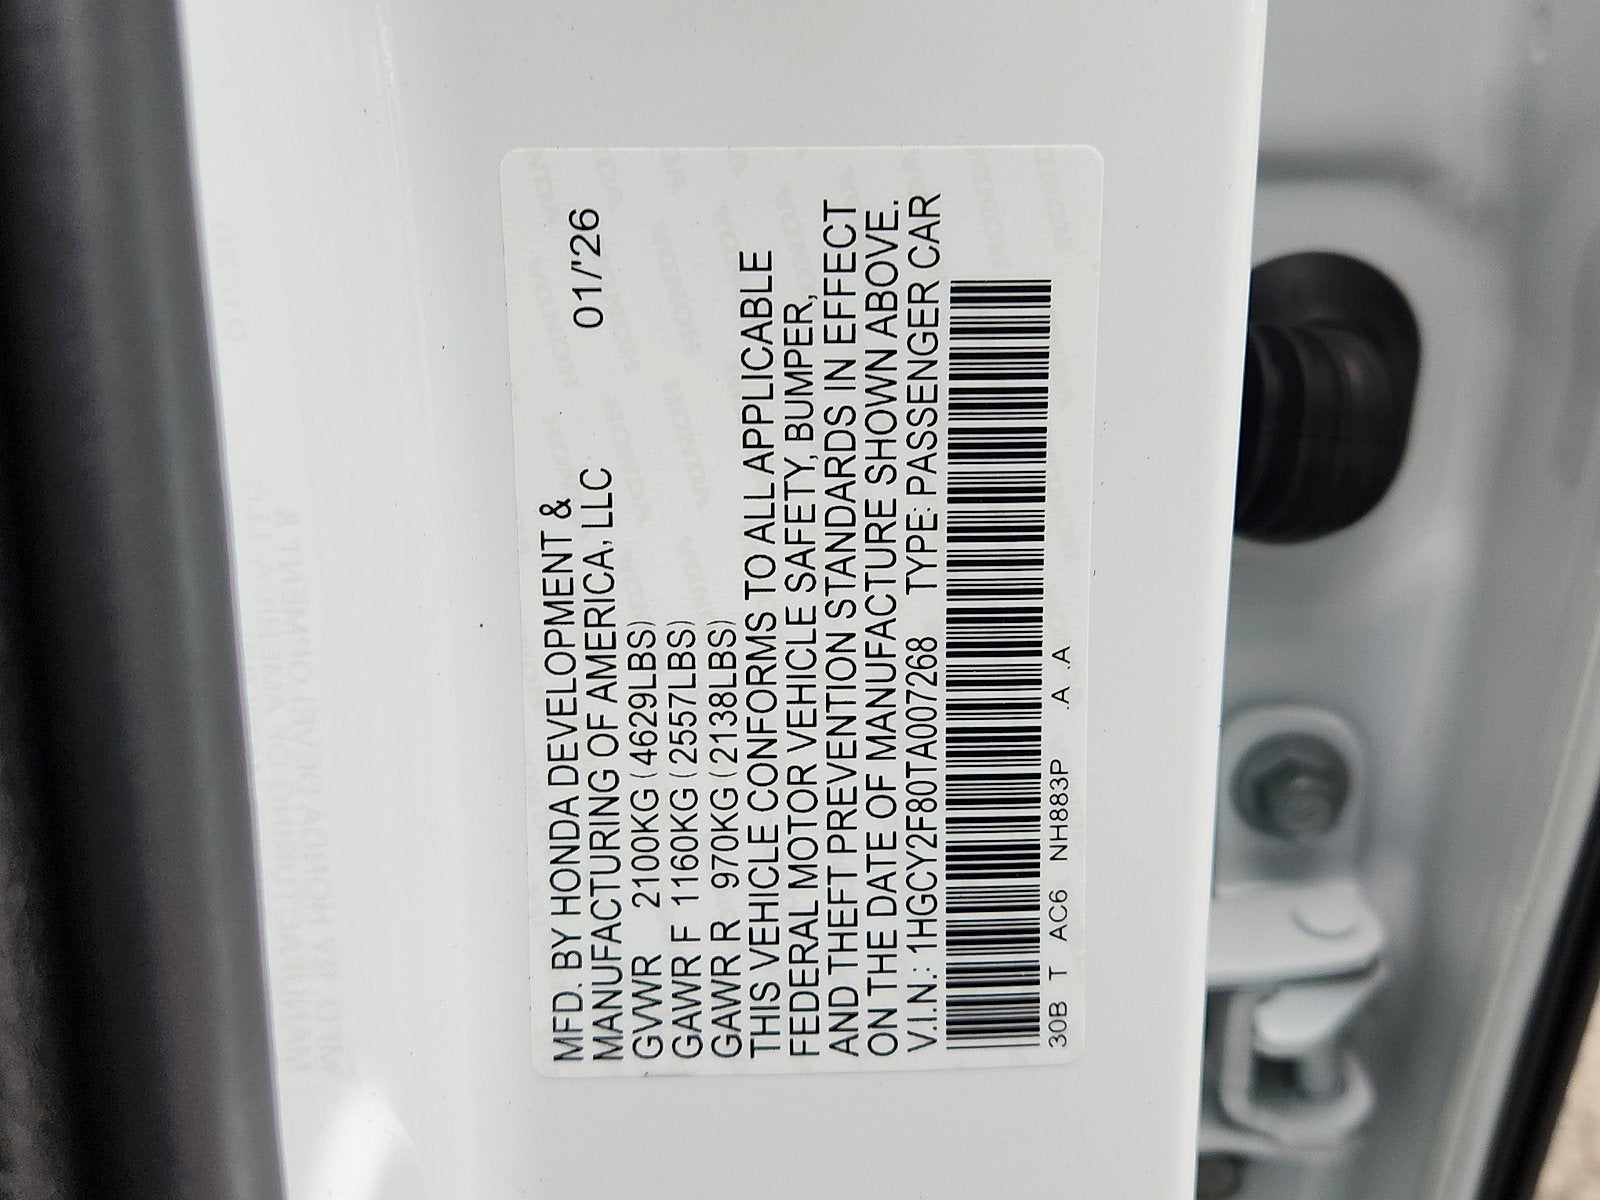 MFD. BY HONDA DEVELOPMENT &
MANUFACTURING OF AMERICA, LLC 01/'26
GVWR 2100KG (4629LBS)
GAWR F 1160KG (2557LBS)
GAWR R 970KG (2138LBS)
THIS VEHICLE CONFORMS TO ALL APPLICABLE
FEDERAL MOTOR VEHICLE SAFETY, BUMPER,
AND THEFT PREVENTION STANDARDS IN EFFECT
ON THE DATE OF MANUFACTURE SHOWN ABOVE.
V.I.N.: 1HGCY2F80TA007268 TYPE: PASSENGER CAR
30B T AC6 NH883P .A .A